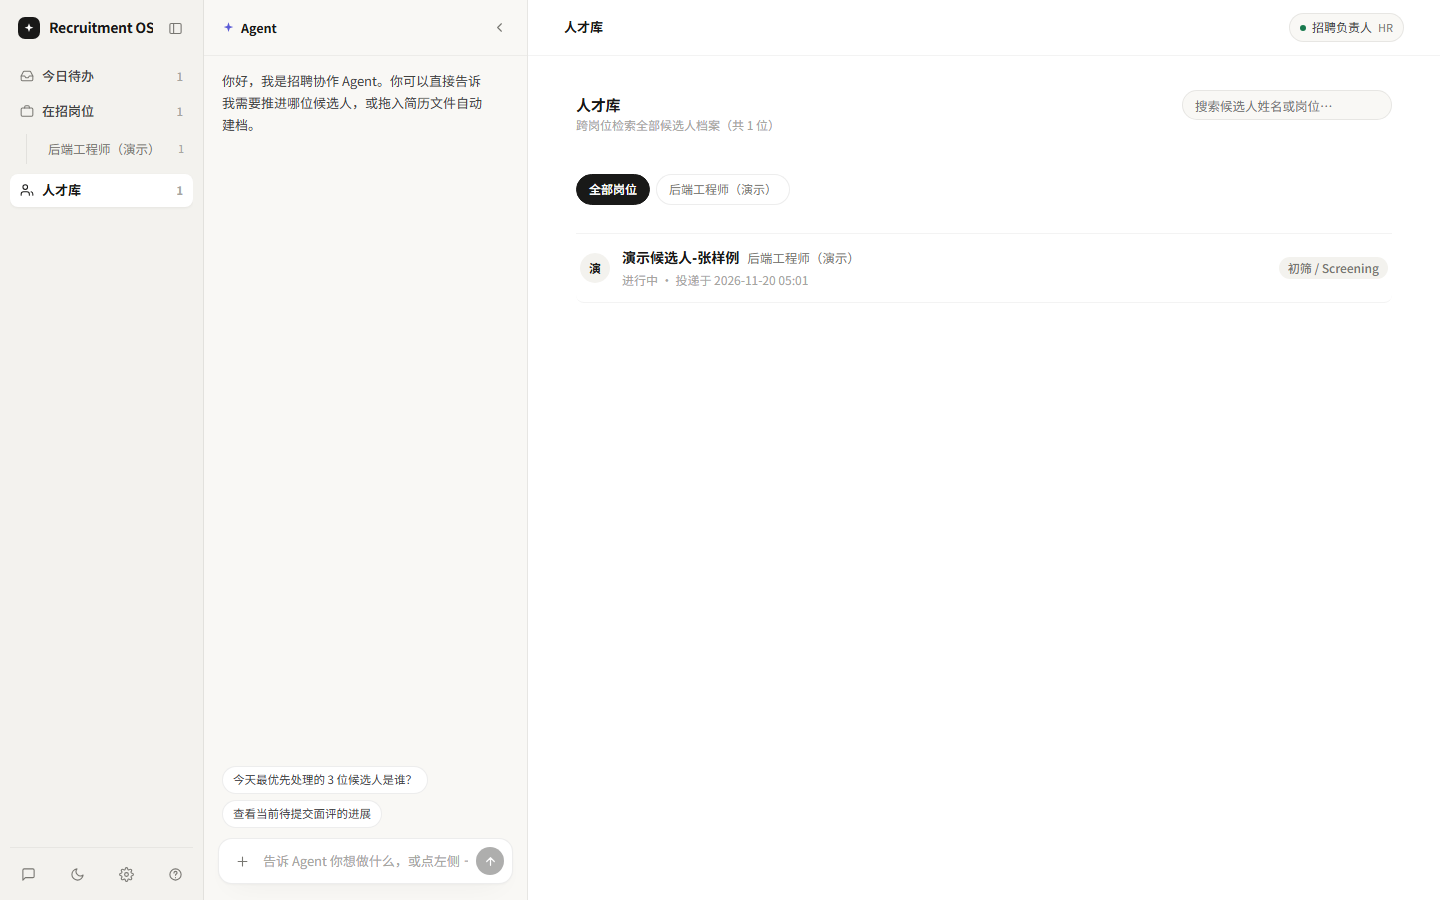 Recruitment OS
今日待办 1
在招岗位 1
后端工程师（演示） 1
人才库 1
Agent
你好，我是招聘协作 Agent。你可以直接告诉
我需要推进哪位候选人，或拖入简历文件自动
建档。
今天最优先处理的 3 位候选人是谁？
查看当前待提交面评的进展
告诉 Agent 你想做什么，或点左侧
人才库
招聘负责人 HR
人才库
跨岗位检索全部候选人档案（共 1 位）
搜索候选人姓名或岗位…
全部岗位
后端工程师（演示）
演
演示候选人-张样例 后端工程师（演示）
进行中 · 投递于 2026-11-20 05:01
初筛 / Screening